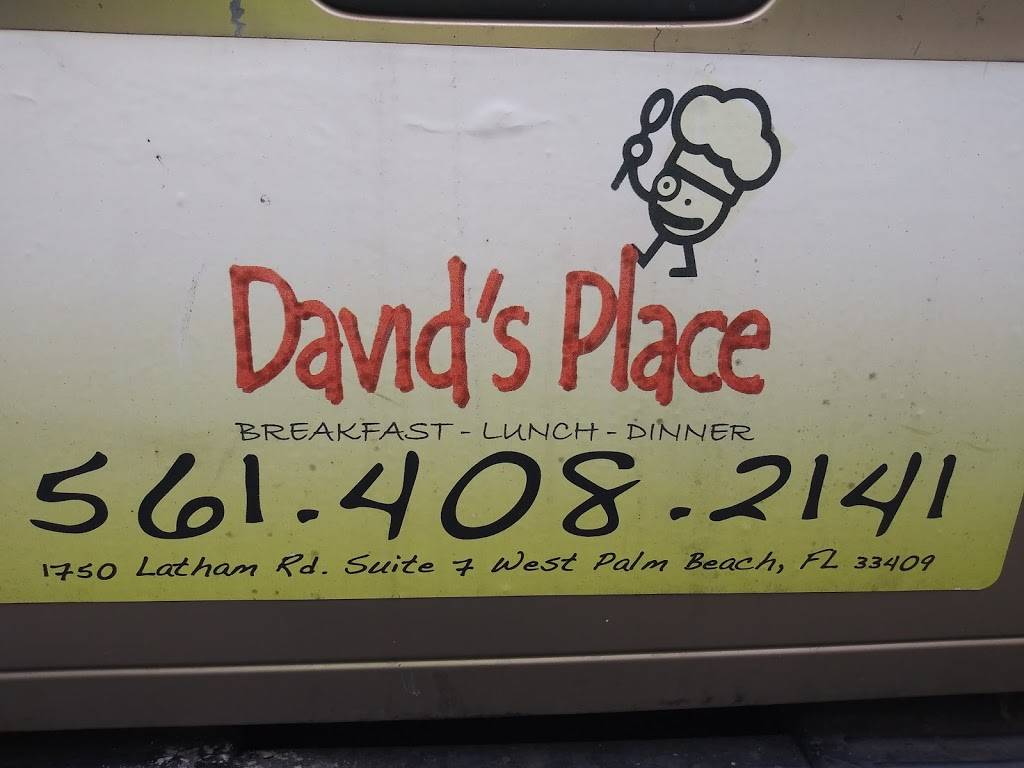 David's Place
BREAKFAST - LUNCH - DINNER
561.408.2141
1750 Latham Rd. Suite 7 West Palm Beach, FL 33409